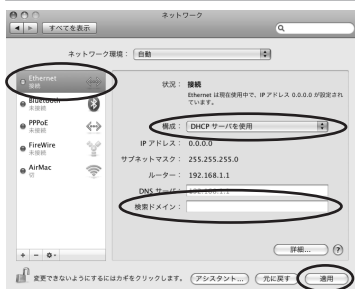 ネットワーク
すべてを表示
ネットワーク環境： 自動
Ethernet
接続
Bluetooth
未接続
PPPoE
未接続
FireWire
未接続
AirMac
切
状況： 接続
Ethernet は現在使用中で、IP アドレス 0.0.0.0 が設定され
ています。
構成： DHCP サーバを使用
IP アドレス： 0.0.0.0
サブネットマスク： 255.255.255.0
ルーター： 192.168.1.1
DNS サーバ： 192.168.1.1
検索ドメイン：
詳細... ?
+ −
変更できないようにするにはカギをクリックします。
アシスタント... 元に戻す 適用